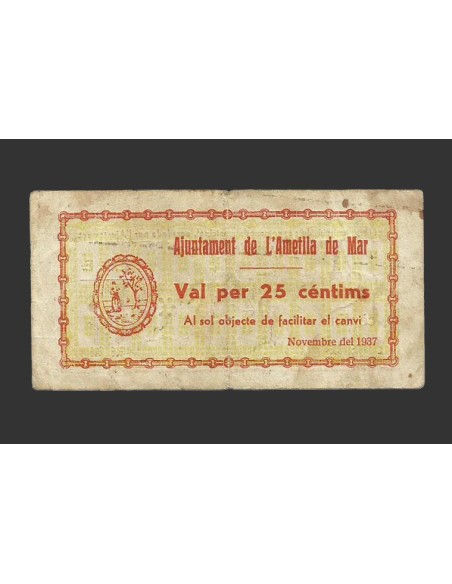 Ajuntament de L'Ametlla de Mar
Val per 25 céntims
Al sol objecte de facilitar el canvi
Novembre del 1937